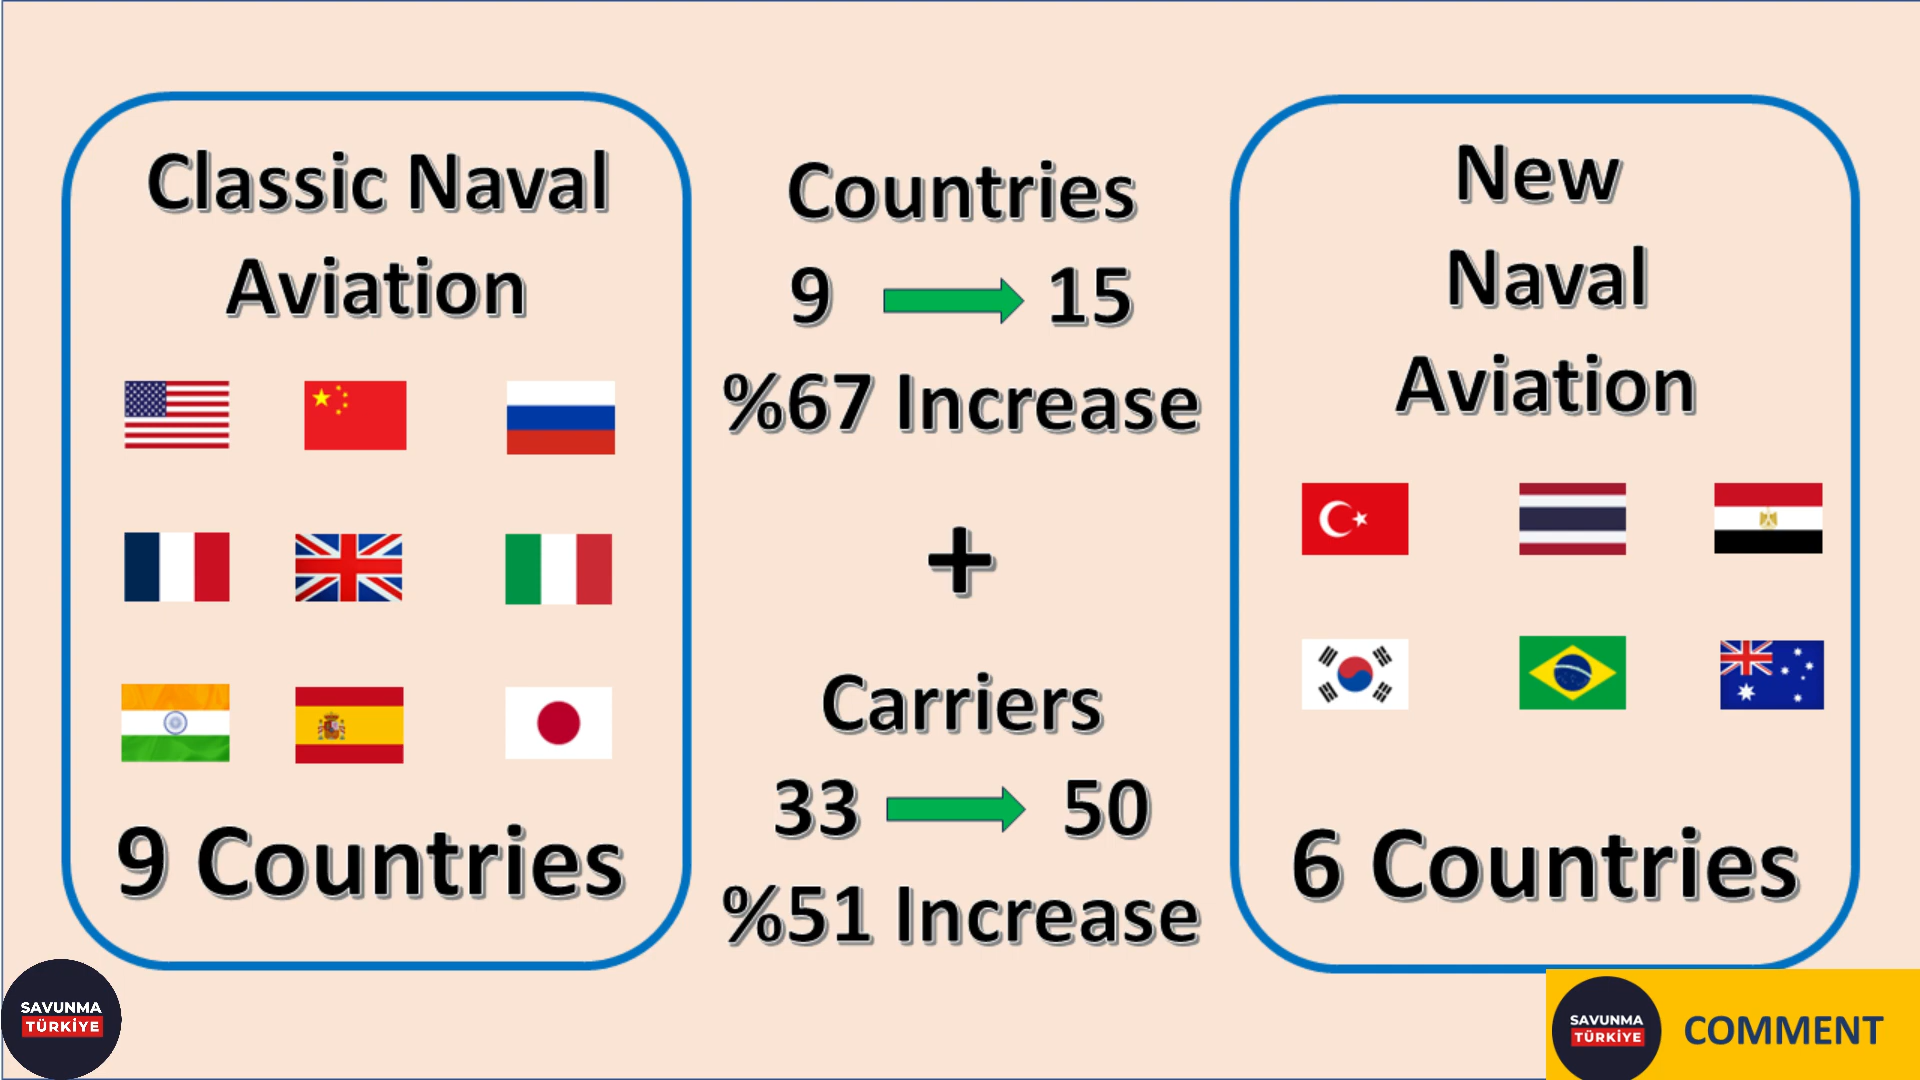 Classic Naval
Aviation
9 Countries
Countries
9 15
%67 Increase
+
Carriers
33 50
%51 Increase
New
Naval
Aviation
6 Countries
SAVUNMA
TÜRKİYE
SAVUNMA
TÜRKİYE
COMMENT